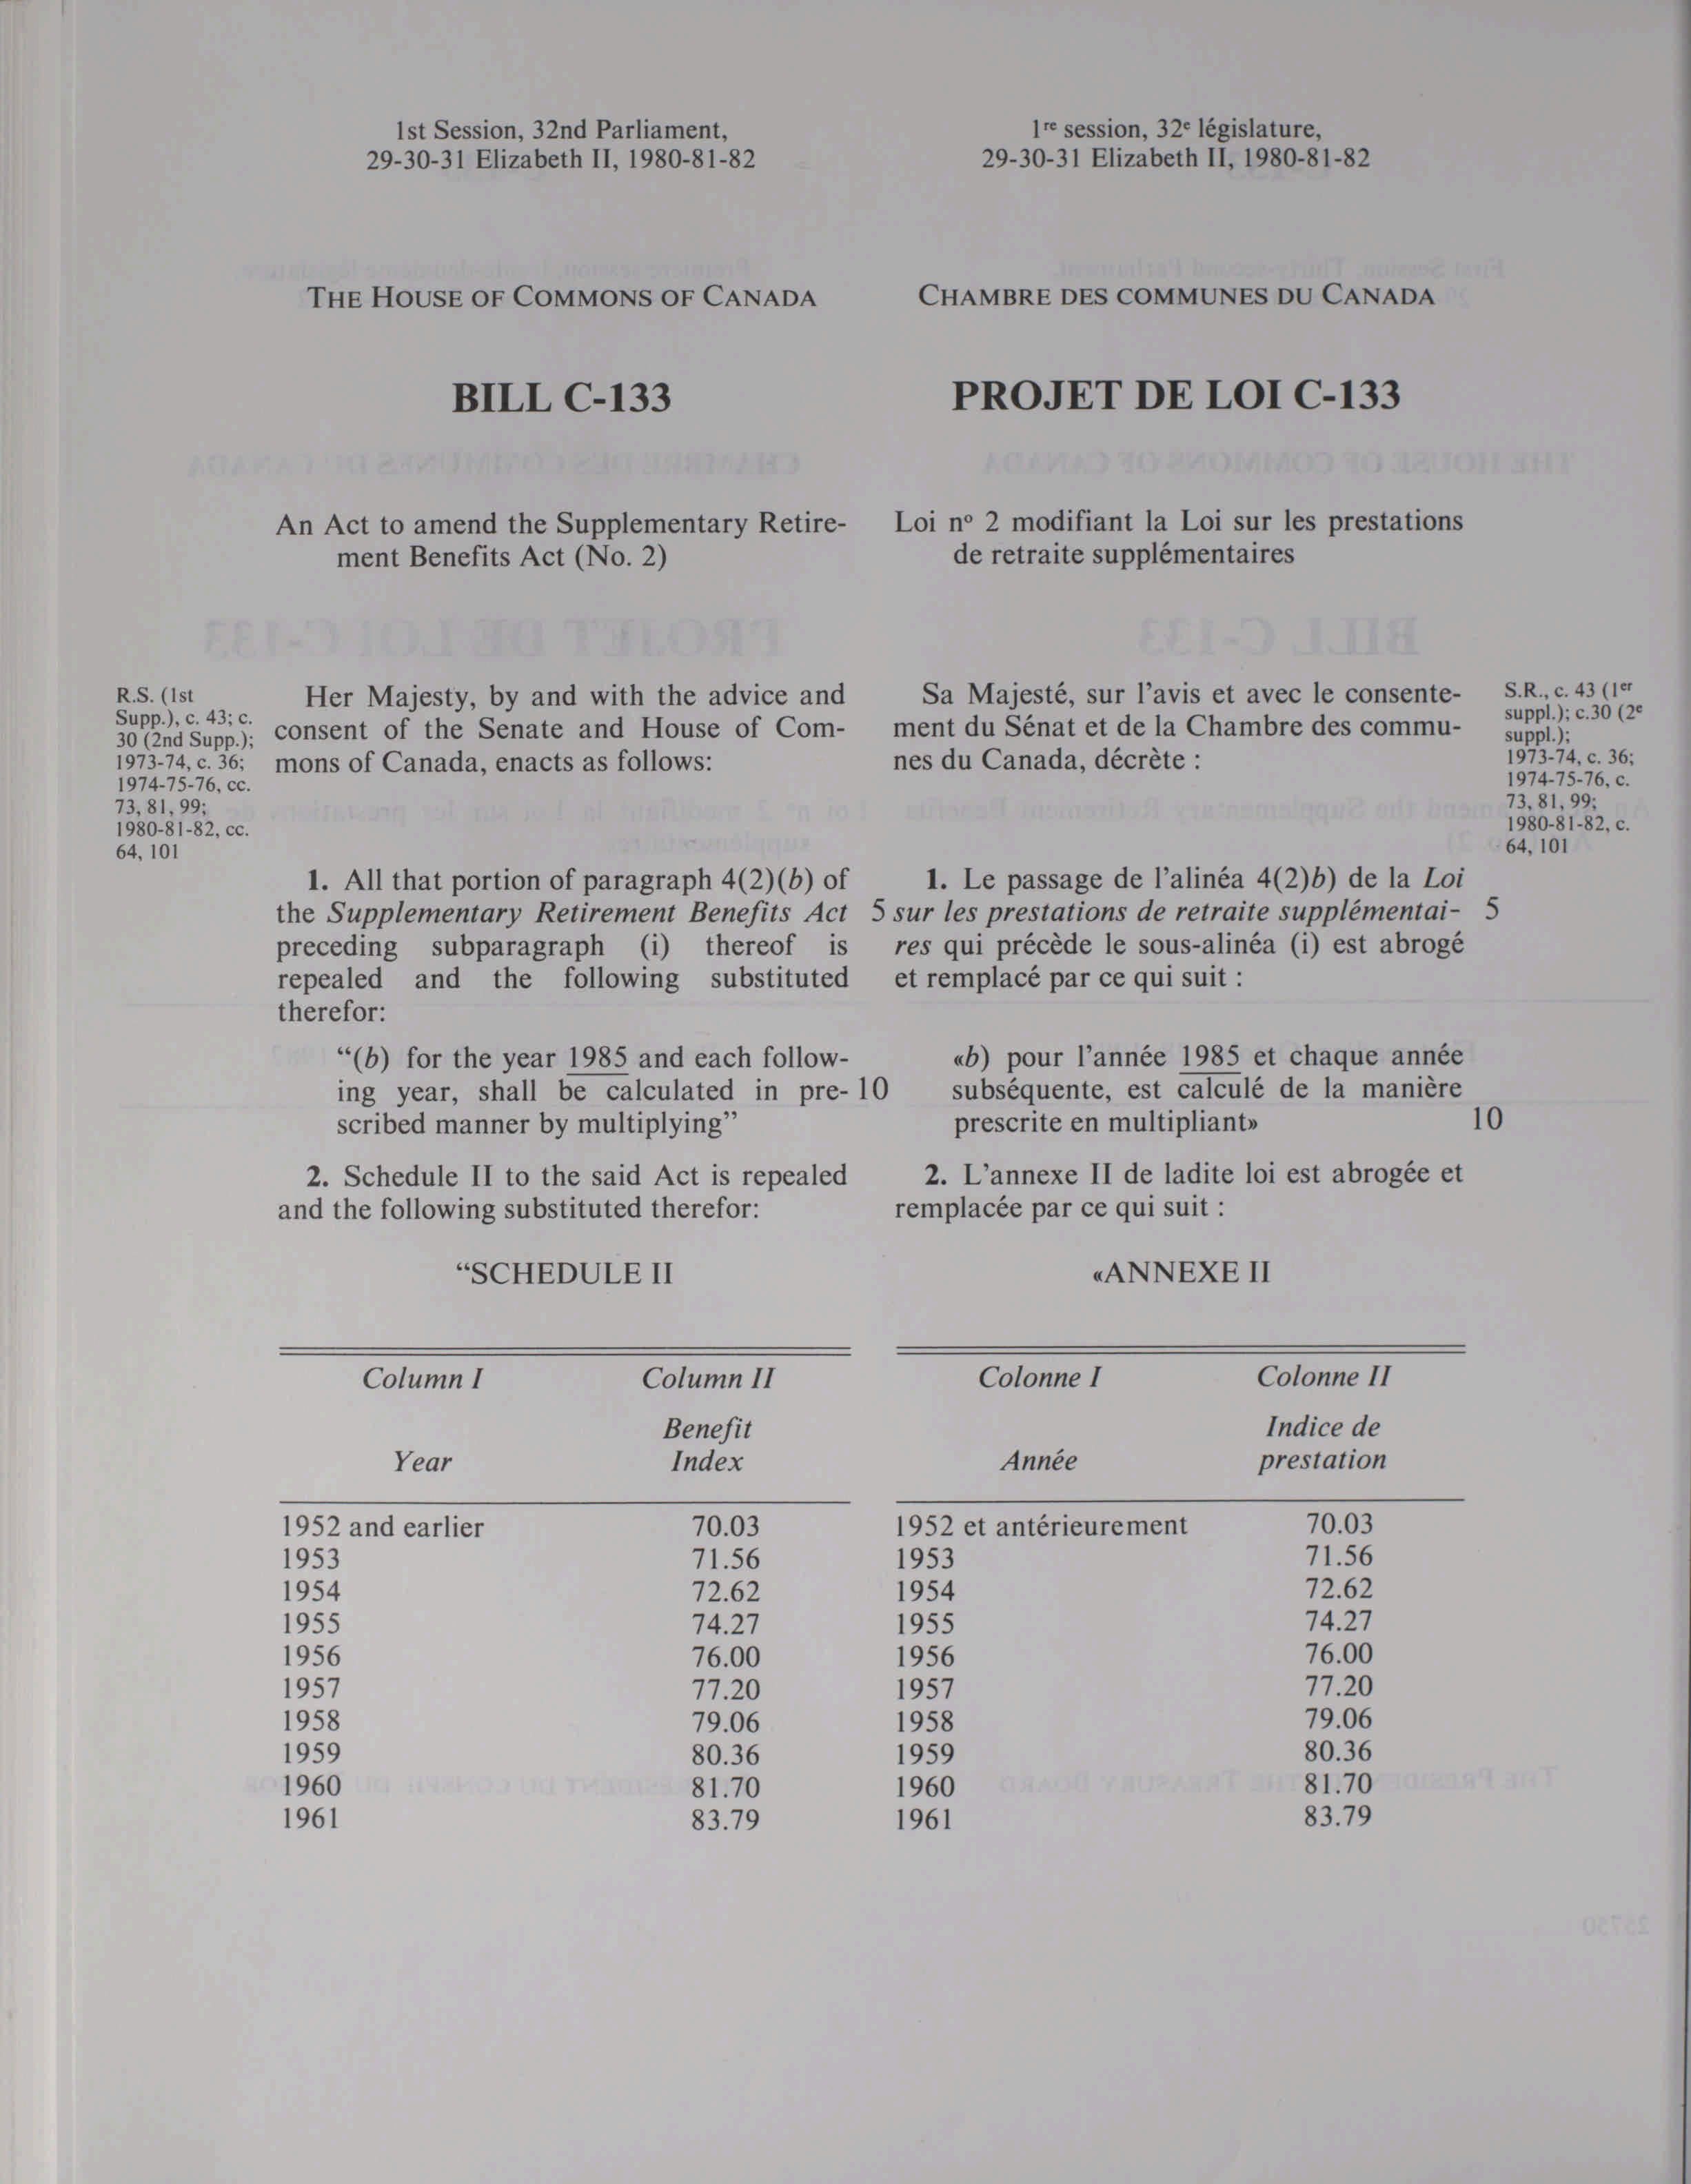 1st Session, 32nd Parliament,
29-30-31 Elizabeth II, 1980-81-82
THE HOUSE OF COMMONS OF CANADA
BILL C-133
An Act to amend the Supplementary Retire-
ment Benefits Act (No. 2)
R.S. (1st
Supp.), c. 43; c.
30 (2nd Supp.);
1973-74, c. 36;
1974-75-76, cc.
73, 81, 99;
1980-81-82, cc.
64, 101
Her Majesty, by and with the advice and
consent of the Senate and House of Com-
mons of Canada, enacts as follows:
1. All that portion of paragraph 4(2)(b) of
the Supplementary Retirement Benefits Act 5
preceding subparagraph (i) thereof is
repealed and the following substituted
therefor:
“(b) for the year 1985 and each follow-
ing year, shall be calculated in pre- 10
scribed manner by multiplying”
2. Schedule II to the said Act is repealed
and the following substituted therefor:
“SCHEDULE II
Column I Column II
Benefit
Year Index
1952 and earlier 70.03
1953 71.56
1954 72.62
1955 74.27
1956 76.00
1957 77.20
1958 79.06
1959 80.36
1960 81.70
1961 83.79
1re session, 32e législature,
29-30-31 Elizabeth II, 1980-81-82
CHAMBRE DES COMMUNES DU CANADA
PROJET DE LOI C-133
Loi no 2 modifiant la Loi sur les prestations
de retraite supplémentaires
Sa Majesté, sur l’avis et avec le consente-
ment du Sénat et de la Chambre des commu-
nes du Canada, décrète :
S.R., c. 43 (1er
suppl.); c.30 (2e
suppl.);
1973-74, c. 36;
1974-75-76, c.
73, 81, 99;
1980-81-82, c.
64, 101
1. Le passage de l’alinéa 4(2)b) de la Loi
sur les prestations de retraite supplémentai- 5
res qui précède le sous-alinéa (i) est abrogé
et remplacé par ce qui suit :
«b) pour l’année 1985 et chaque année
subséquente, est calculé de la manière
prescrite en multipliant» 10
2. L’annexe II de ladite loi est abrogée et
remplacée par ce qui suit :
«ANNEXE II
Colonne I Colonne II
Indice de
Année prestation
1952 et antérieurement 70.03
1953 71.56
1954 72.62
1955 74.27
1956 76.00
1957 77.20
1958 79.06
1959 80.36
1960 81.70
1961 83.79